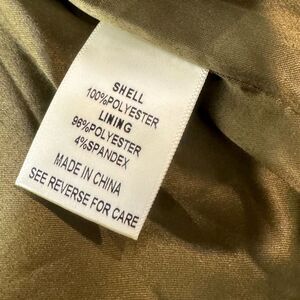 SHELL
100%POLYESTER
LINING
96%POLYESTER
4%SPANDEX
MADE IN CHINA
SEE REVERSE FOR CARE